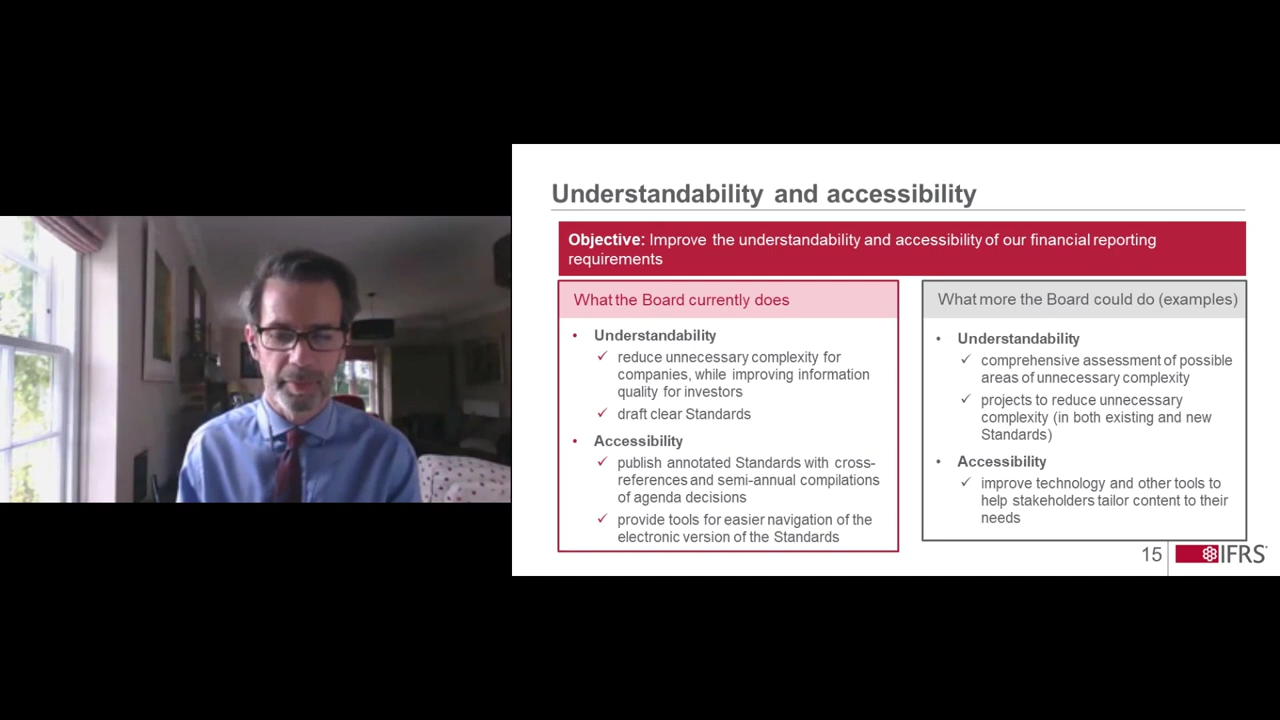 Understandability and accessibility
Objective: Improve the understandability and accessibility of our financial reporting
requirements
What the Board currently does
• Understandability
✓ reduce unnecessary complexity for
companies, while improving information
quality for investors
✓ draft clear Standards
• Accessibility
✓ publish annotated Standards with cross-
references and semi-annual compilations
of agenda decisions
✓ provide tools for easier navigation of the
electronic version of the Standards
What more the Board could do (examples)
• Understandability
✓ comprehensive assessment of possible
areas of unnecessary complexity
✓ projects to reduce unnecessary
complexity (in both existing and new
Standards)
• Accessibility
✓ improve technology and other tools to
help stakeholders tailor content to their
needs
15
IFRS